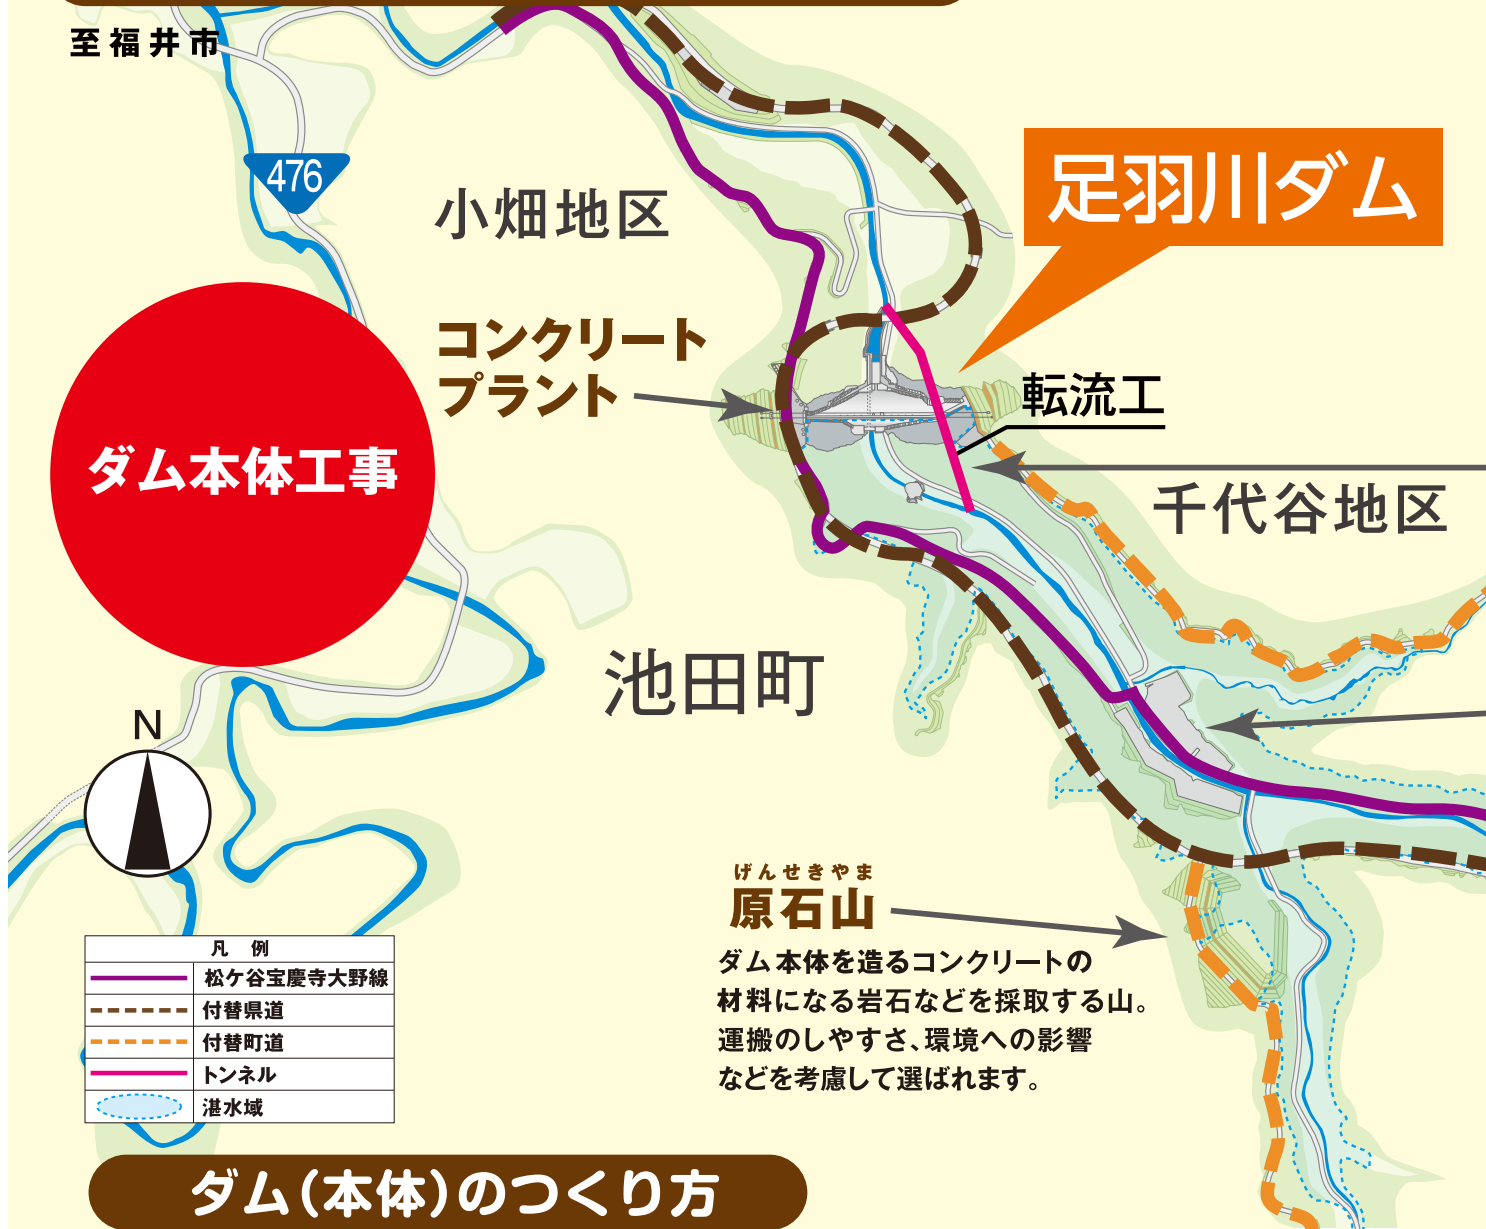 至福井市
476
小畑地区
足羽川ダム
コンクリート
プラント
転流工
ダム本体工事
千代谷地区
池田町
N
げんせきやま
原石山
ダム本体を造るコンクリートの
材料になる岩石などを採取する山。
運搬のしやすさ、環境への影響
などを考慮して選ばれます。
凡 例
松ケ谷宝慶寺大野線
付替県道
付替町道
トンネル
湛水域
ダム(本体)のつくり方